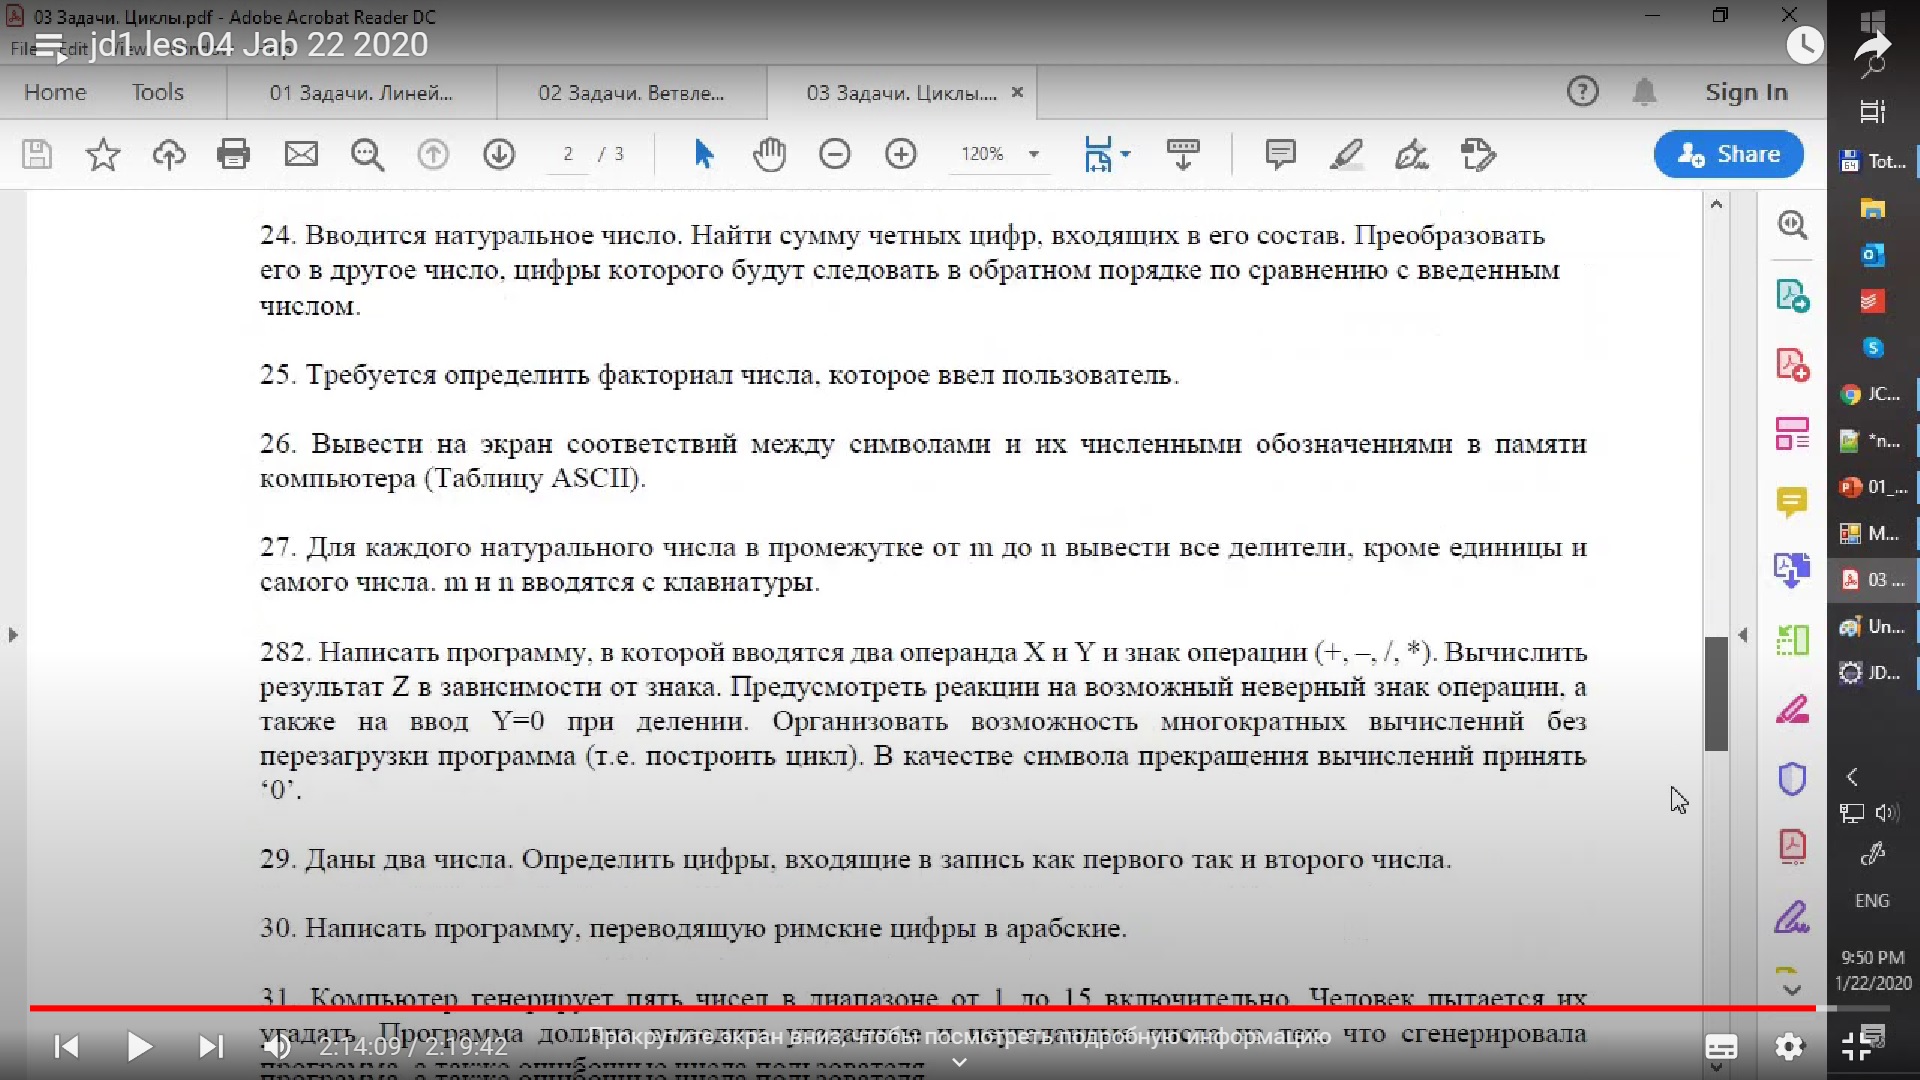 03 Задачи. Циклы.pdf - Adobe Acrobat Reader DC
File Edit View
jd1 les 04 Jab 22 2020
Home Tools 01 Задачи. Линей... 02 Задачи. Ветвле... 03 Задачи. Циклы.... × Sign In
2 / 3 120% Share
24. Вводится натуральное число. Найти сумму четных цифр, входящих в его состав. Преобразовать
его в другое число, цифры которого будут следовать в обратном порядке по сравнению с введенным
числом.
25. Требуется определить факториал числа, которое ввел пользователь.
26. Вывести на экран соответствий между символами и их численными обозначениями в памяти
компьютера (Таблицу ASCII).
27. Для каждого натурального числа в промежутке от m до n вывести все делители, кроме единицы и
самого числа. m и n вводятся с клавиатуры.
282. Написать программу, в которой вводятся два операнда X и Y и знак операции (+, –, /, *). Вычислить
результат Z в зависимости от знака. Предусмотреть реакции на возможный неверный знак операции, а
также на ввод Y=0 при делении. Организовать возможность многократных вычислений без
перезагрузки программа (т.е. построить цикл). В качестве символа прекращения вычислений принять
‘0’.
29. Даны два числа. Определить цифры, входящие в запись как первого так и второго числа.
30. Написать программу, переводящую римские цифры в арабские.
31. Компьютер генерирует пять чисел в диапазоне от 1 до 15 включительно. Человек пытается их
угадать. Программа должна выводить угаданные и неугаданные числа из тех что сгенерировала
программа, а также ошибочные числа пользователя
Прокрутите экран вниз, чтобы посмотреть подробную информацию
2:14:09 / 2:19:42
Tot...
JC...
*n...
01_...
M...
03 ...
Un...
JD...
ENG
9:50 PM
1/22/2020